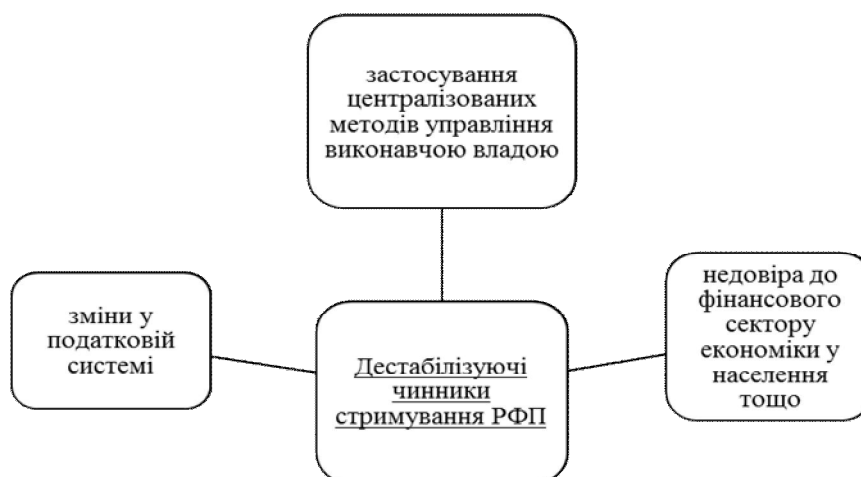 застосування
централізованих
методів управління
виконавчою владою
зміни у
податковій
системі
Дестабілізуючі
чинники
стримування РФП
недовіра до
фінансового
сектору
економіки у
населення
тощо